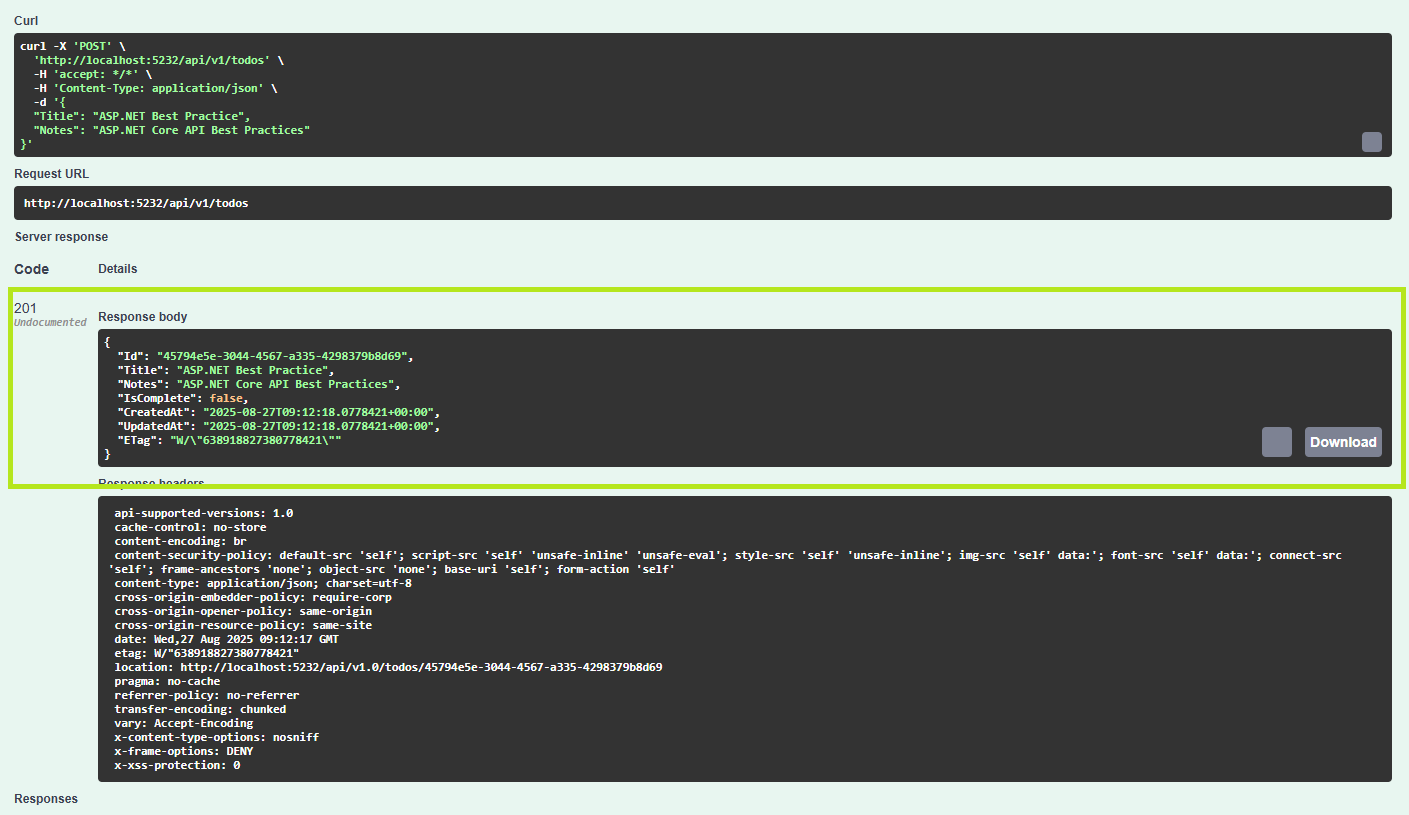 Curl
curl -X 'POST' \
  'http://localhost:5232/api/v1/todos' \
  -H 'accept: */*' \
  -H 'Content-Type: application/json' \
  -d '{
  "Title": "ASP.NET Best Practice",
  "Notes": "ASP.NET Core API Best Practices"
}'
Request URL
http://localhost:5232/api/v1/todos
Server response
Code Details
201
Undocumented
Response body
{
  "Id": "45794e5e-3044-4567-a335-4298379b8d69",
  "Title": "ASP.NET Best Practice",
  "Notes": "ASP.NET Core API Best Practices",
  "IsComplete": false,
  "CreatedAt": "2025-08-27T09:12:18.0778421+00:00",
  "UpdatedAt": "2025-08-27T09:12:18.0778421+00:00",
  "ETag": "W/\"638918827380778421\""
}
Download
Response headers
api-supported-versions: 1.0
cache-control: no-store
content-encoding: br
content-security-policy: default-src 'self'; script-src 'self' 'unsafe-inline' 'unsafe-eval'; style-src 'self' 'unsafe-inline'; img-src 'self' data:'; font-src 'self' data:'; connect-src
'self'; frame-ancestors 'none'; object-src 'none'; base-uri 'self'; form-action 'self'
content-type: application/json; charset=utf-8
cross-origin-embedder-policy: require-corp
cross-origin-opener-policy: same-origin
cross-origin-resource-policy: same-site
date: Wed,27 Aug 2025 09:12:17 GMT
etag: W/"638918827380778421"
location: http://localhost:5232/api/v1.0/todos/45794e5e-3044-4567-a335-4298379b8d69
pragma: no-cache
referrer-policy: no-referrer
transfer-encoding: chunked
vary: Accept-Encoding
x-content-type-options: nosniff
x-frame-options: DENY
x-xss-protection: 0
Responses